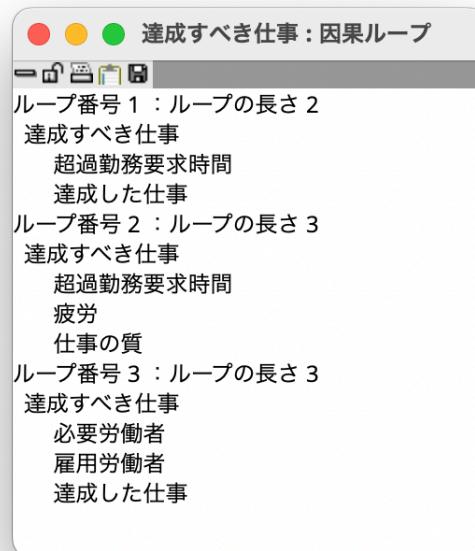 達成すべき仕事 : 因果ループ
ループ番号 1 ：ループの長さ 2
達成すべき仕事
超過勤務要求時間
達成した仕事
ループ番号 2 ：ループの長さ 3
達成すべき仕事
超過勤務要求時間
疲労
仕事の質
ループ番号 3 ：ループの長さ 3
達成すべき仕事
必要労働者
雇用労働者
達成した仕事